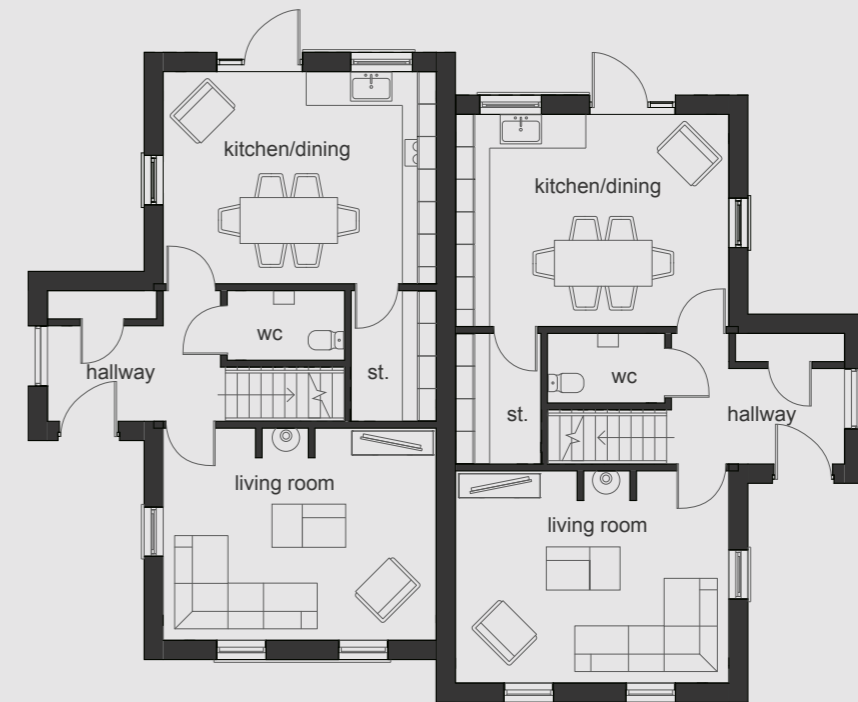 kitchen/dining
wc
hallway
st.
living room
kitchen/dining
wc
st.
hallway
living room